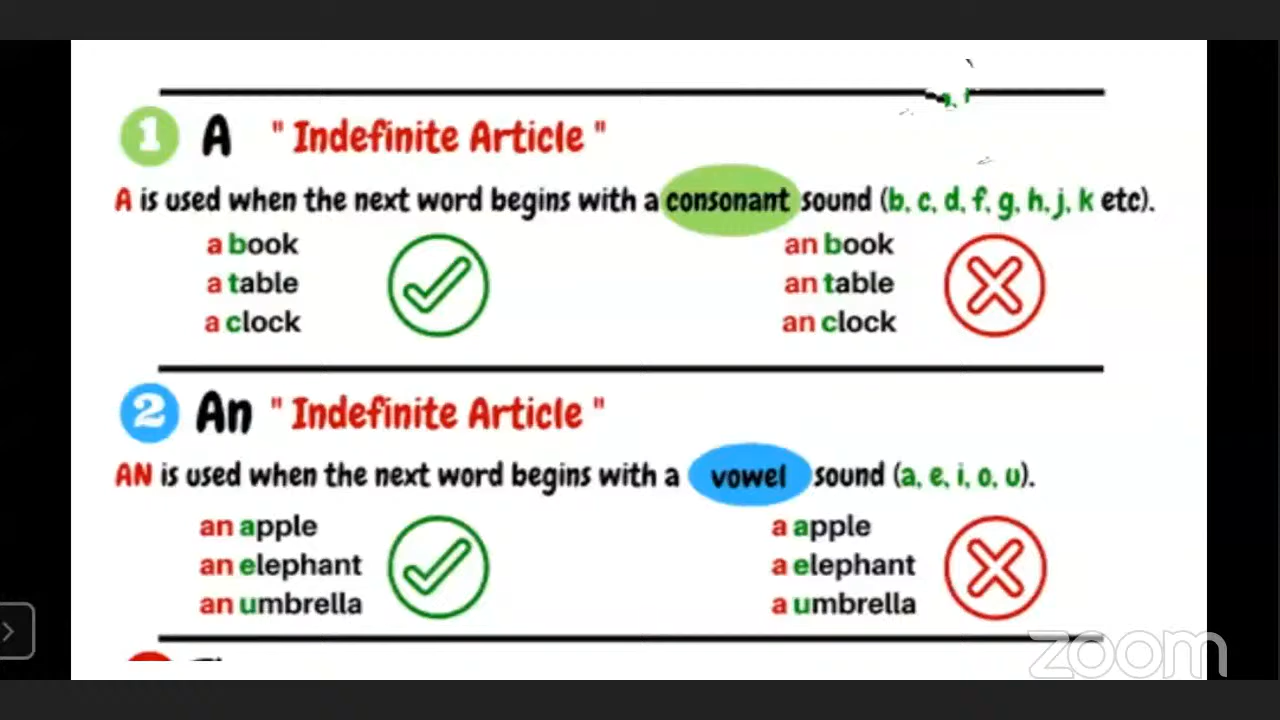 1 A " Indefinite Article "
A is used when the next word begins with a consonant sound (b, c, d, f, g, h, j, k etc).
a book an book
a table an table
a clock an clock
2 An " Indefinite Article "
AN is used when the next word begins with a vowel sound (a, e, i, o, u).
an apple a apple
an elephant a elephant
an umbrella a umbrella
zoom